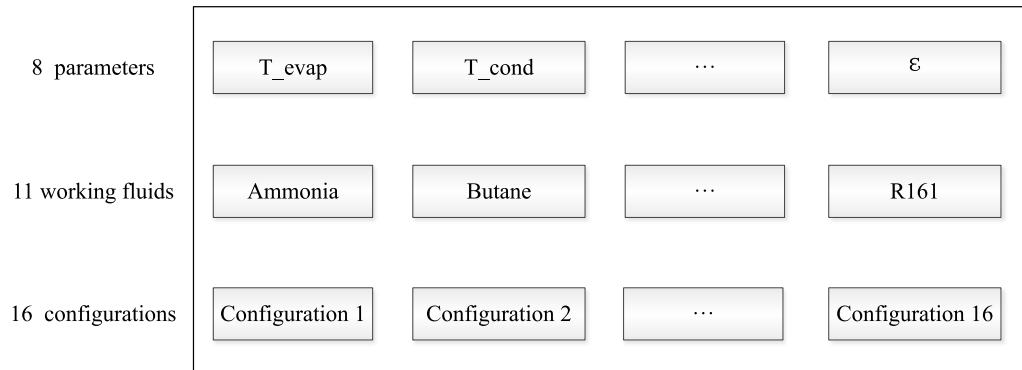 8 parameters T_evap T_cond ... ε
11 working fluids Ammonia Butane ... R161
16 configurations Configuration 1 Configuration 2 ... Configuration 16